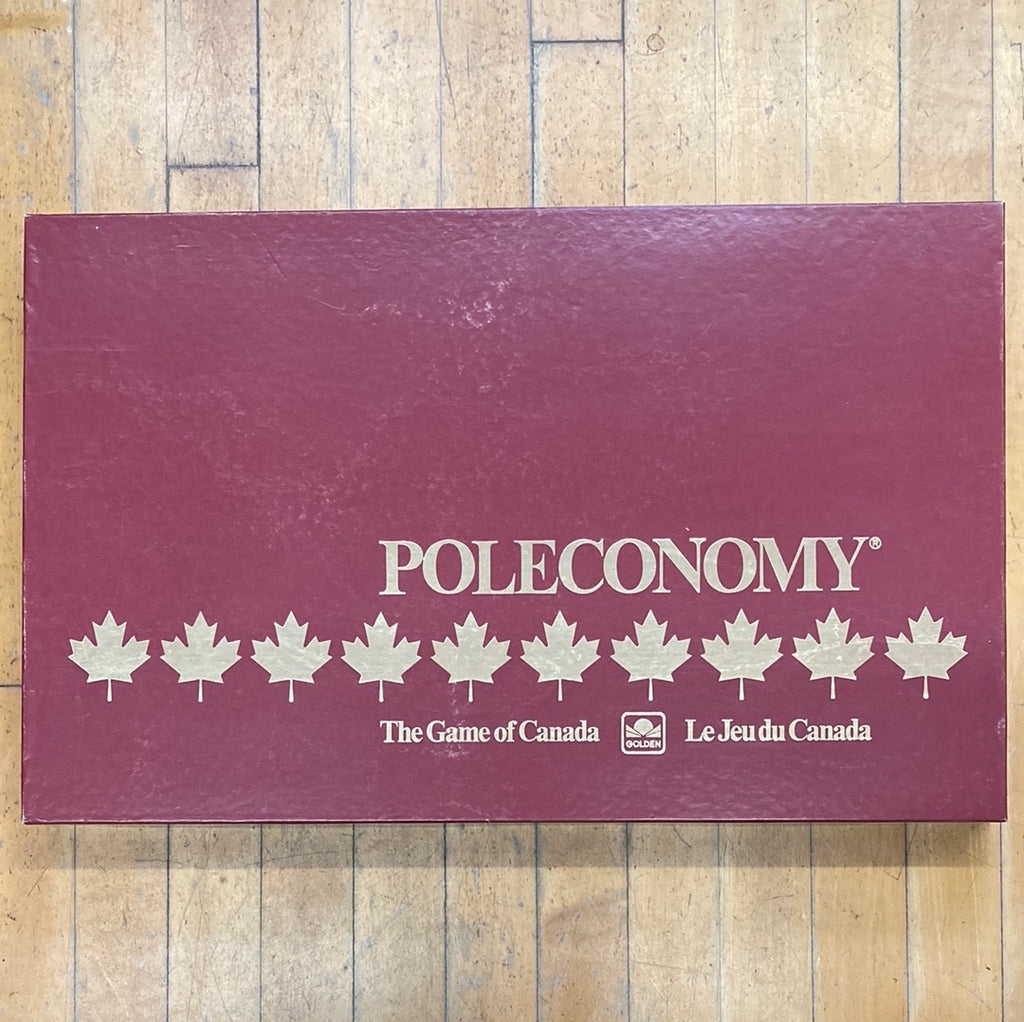 POLECONOMY®
The Game of Canada GOLDEN Le Jeu du Canada